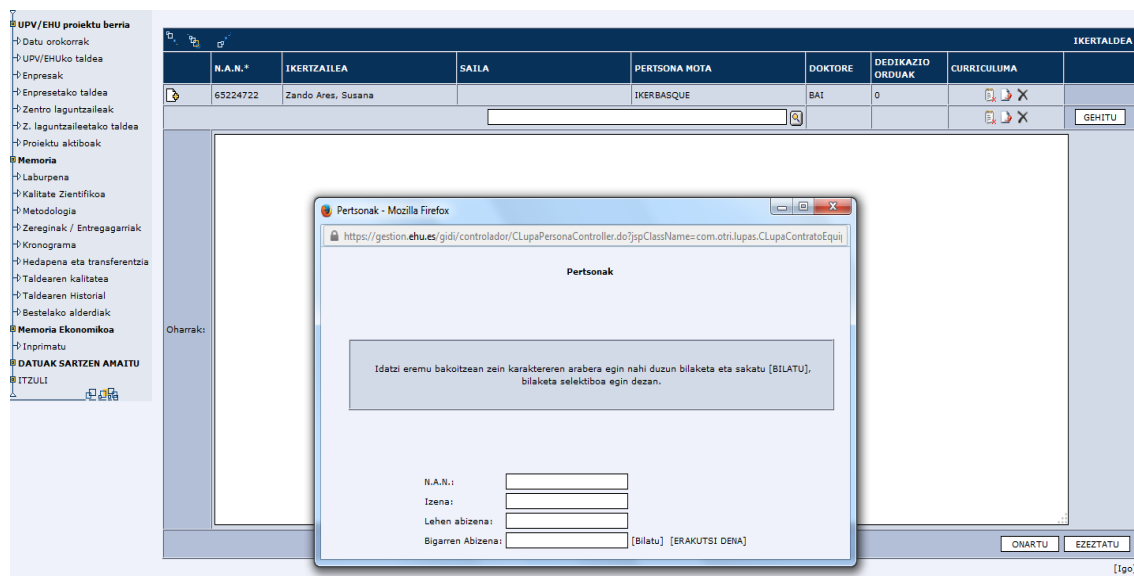 UPV/EHU proiektu berria
Datu orokorrak
UPV/EHUko taldea
Enpresak
Enpresetako taldea
Zentro laguntzaileak
Z. laguntzaileetako taldea
Proiektu aktiboak
Memoria
Laburpena
Kalitate Zientifikoa
Metodologia
Zereginak / Entregagarriak
Kronograma
Hedapena eta transferentzia
Taldearen kalitatea
Taldearen Historial
Bestelako alderdiak
Memoria Ekonomikoa
Inprimatu
DATUAK SARTZEN AMAITU
ITZULI
IKERTALDEA
N.A.N.* IKERTZAILEA SAILA PERTSONA MOTA DOKTORE DEDIKAZIO ORDUAK CURRICULUMA
65224722 Zando Ares, Susana IKERBASQUE BAI 0
GEHITU
Oharrak:
Pertsonak - Mozilla Firefox
https://gestion.ehu.es/gidi/controlador/CLupaPersonaController.do?jspClassName=com.otri.lupas.CLupaContratoEquip
Pertsonak
Idatzi eremu bakoitzean zein karaktereren arabera egin nahi duzun bilaketa eta sakatu [BILATU],
bilaketa selektiboa egin dezan.
N.A.N.:
Izena:
Lehen abizena:
Bigarren Abizena: [Bilatu] [ERAKUTSI DENA]
ONARTU EZEZTATU
[Igo]